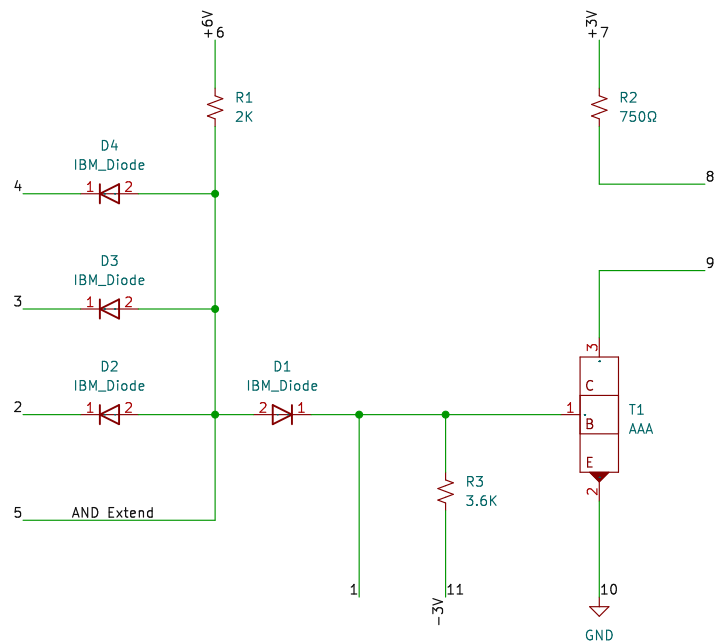 +6V
+6
+3V
+7
R1
2K
R2
750Ω
D4
IBM_Diode
4
1
2
8
D3
IBM_Diode
9
3
1
2
3
D2
IBM_Diode
D1
IBM_Diode
C
2
1
2
2
1
1
T1
B
AAA
E
R3
3.6K
2
5
AND Extend
1
11
10
-3V
GND